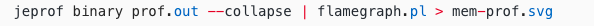 jeprof binary prof.out --collapse | flamegraph.pl > mem-prof.svg